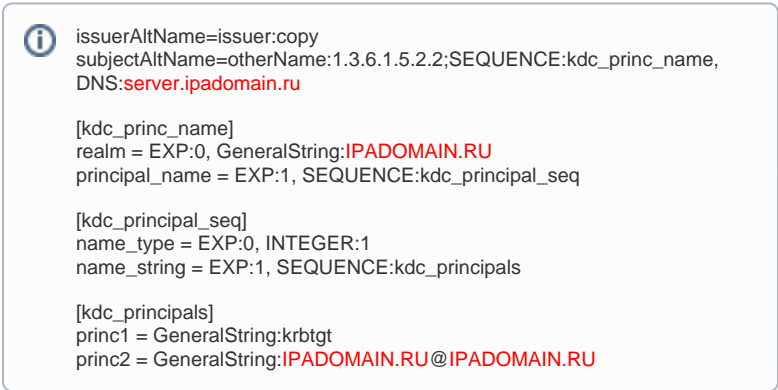 issuerAltName=issuer:copy
subjectAltName=otherName:1.3.6.1.5.2.2;SEQUENCE:kdc_princ_name,
DNS:server.ipadomain.ru
[kdc_princ_name]
realm = EXP:0, GeneralString:IPADOMAIN.RU
principal_name = EXP:1, SEQUENCE:kdc_principal_seq
[kdc_principal_seq]
name_type = EXP:0, INTEGER:1
name_string = EXP:1, SEQUENCE:kdc_principals
[kdc_principals]
princ1 = GeneralString:krbtgt
princ2 = GeneralString:IPADOMAIN.RU@IPADOMAIN.RU